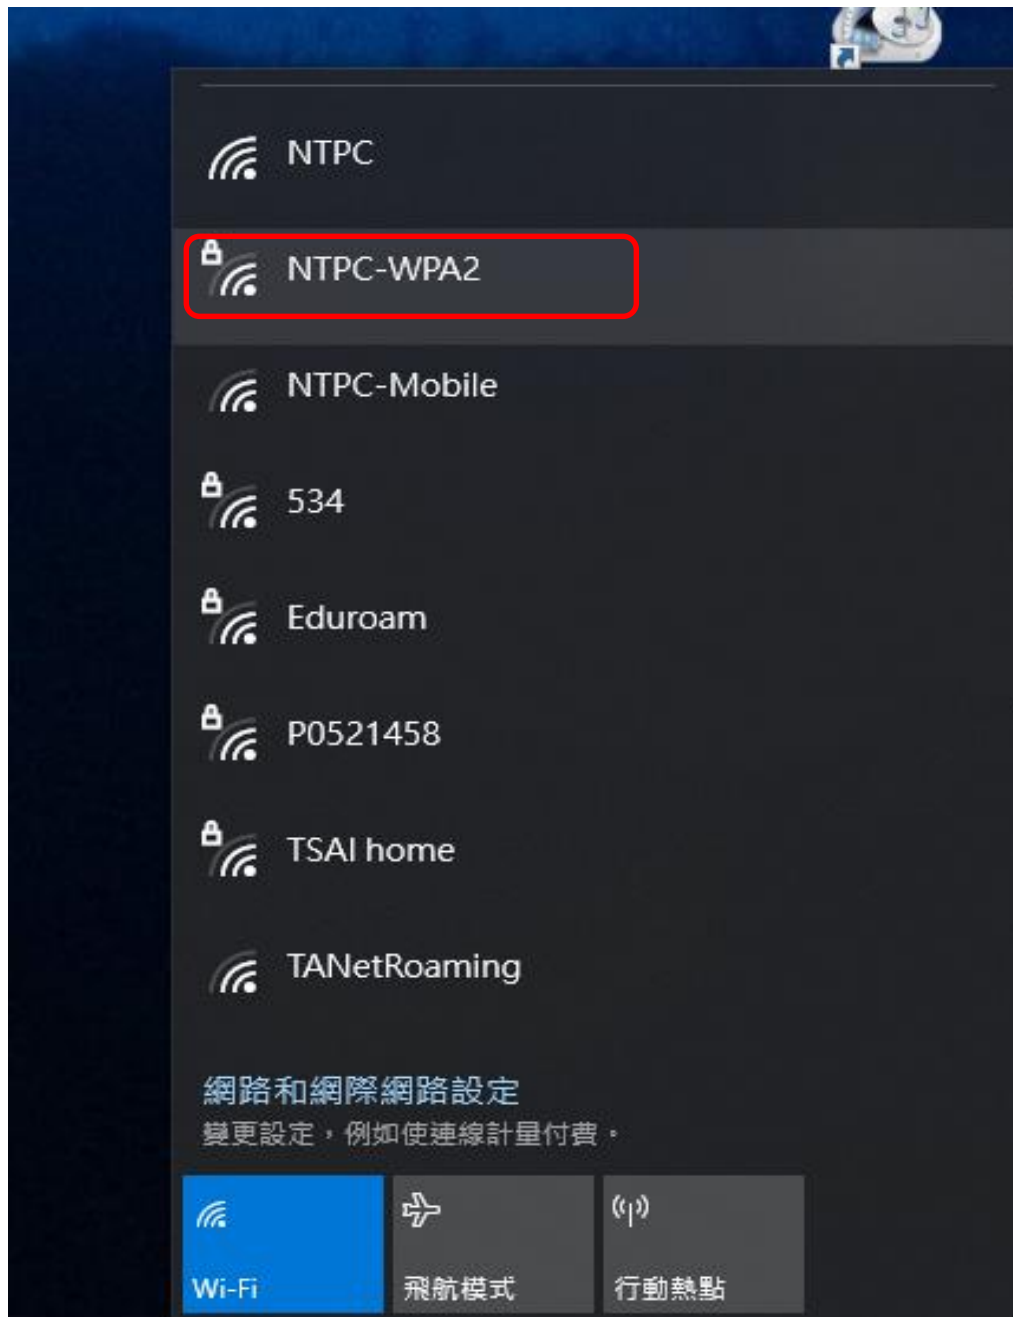 NTPC
NTPC-WPA2
NTPC-Mobile
534
Eduroam
P0521458
TSAI home
TANetRoaming
網路和網際網路設定
變更設定，例如使連線計量付費。
Wi-Fi
飛航模式
行動熱點